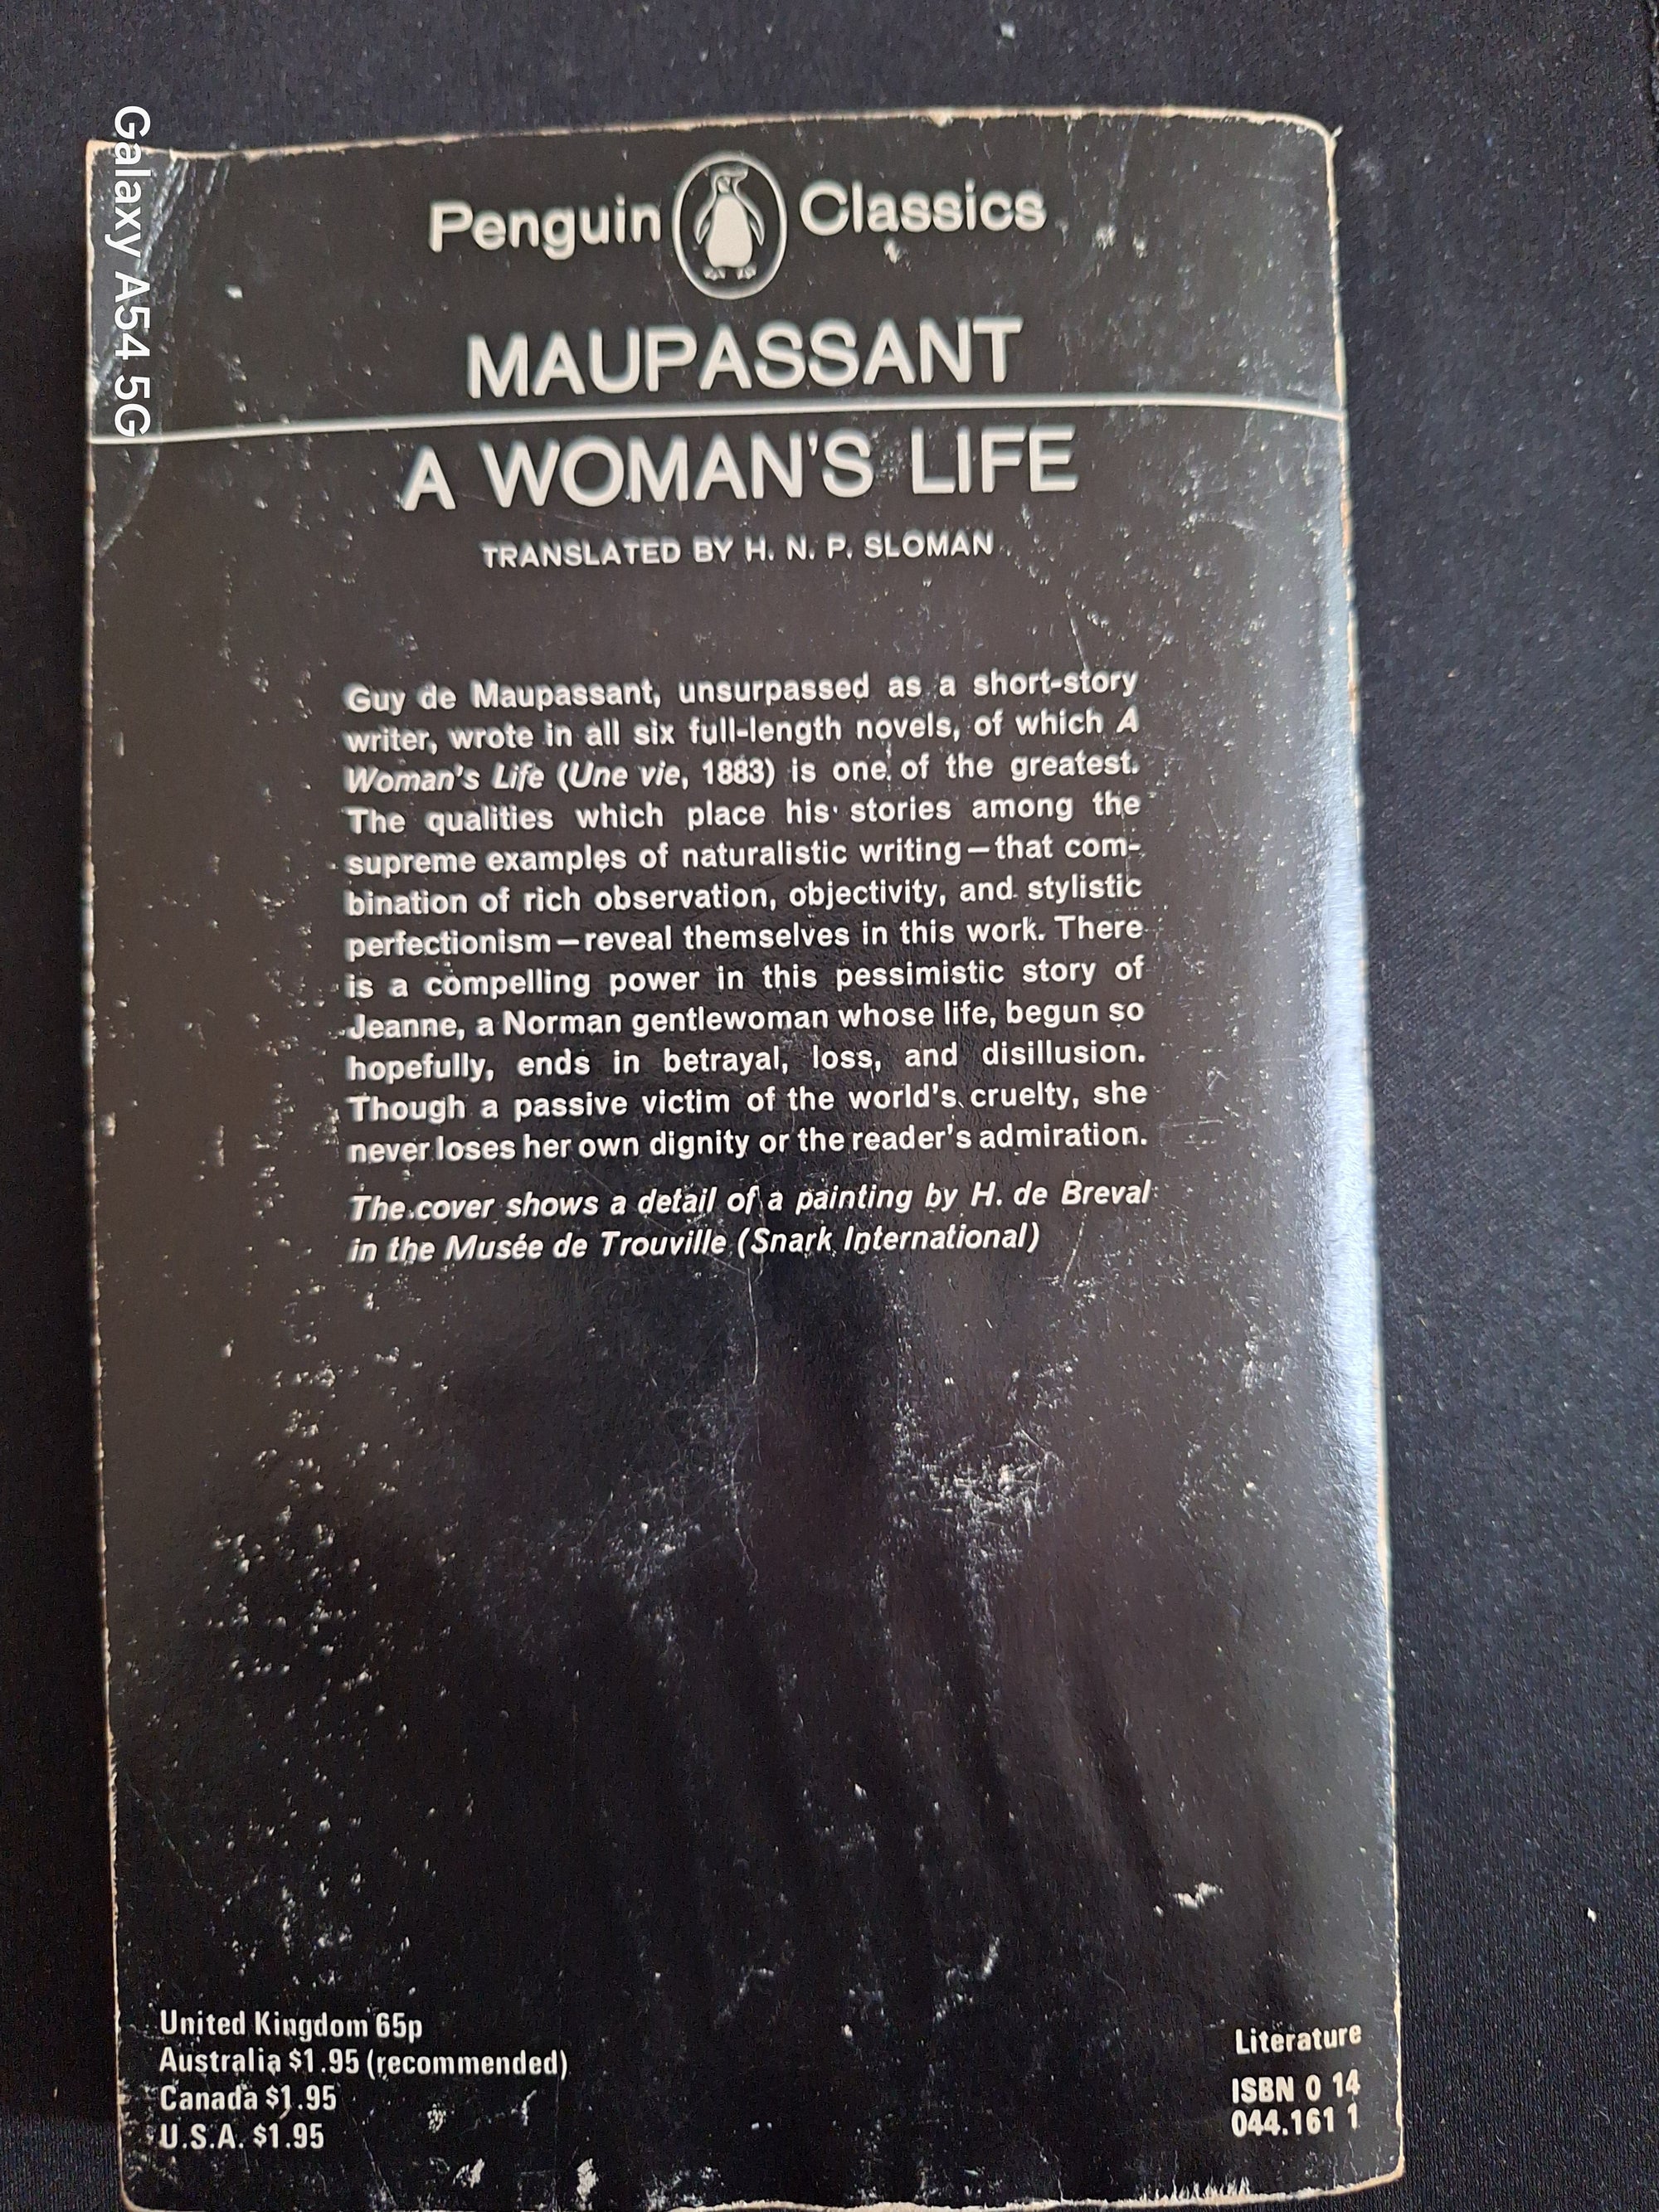 Galaxy A54 5G
Penguin Classics
MAUPASSANT
A WOMAN'S LIFE
TRANSLATED BY H. N. P. SLOMAN
Guy de Maupassant, unsurpassed as a short-story
writer, wrote in all six full-length novels, of which A
Woman's Life (Une vie, 1883) is one of the greatest.
The qualities which place his stories among the
supreme examples of naturalistic writing – that com-
bination of rich observation, objectivity, and stylistic
perfectionism – reveal themselves in this work. There
is a compelling power in this pessimistic story of
Jeanne, a Norman gentlewoman whose life, begun so
hopefully, ends in betrayal, loss, and disillusion.
Though a passive victim of the world's cruelty, she
never loses her own dignity or the reader's admiration.
The cover shows a detail of a painting by H. de Breval
in the Musée de Trouville (Snark International)
United Kingdom 65p
Australia $1.95 (recommended)
Canada $1.95
U.S.A. $1.95
Literature
ISBN 0 14
044.161 1